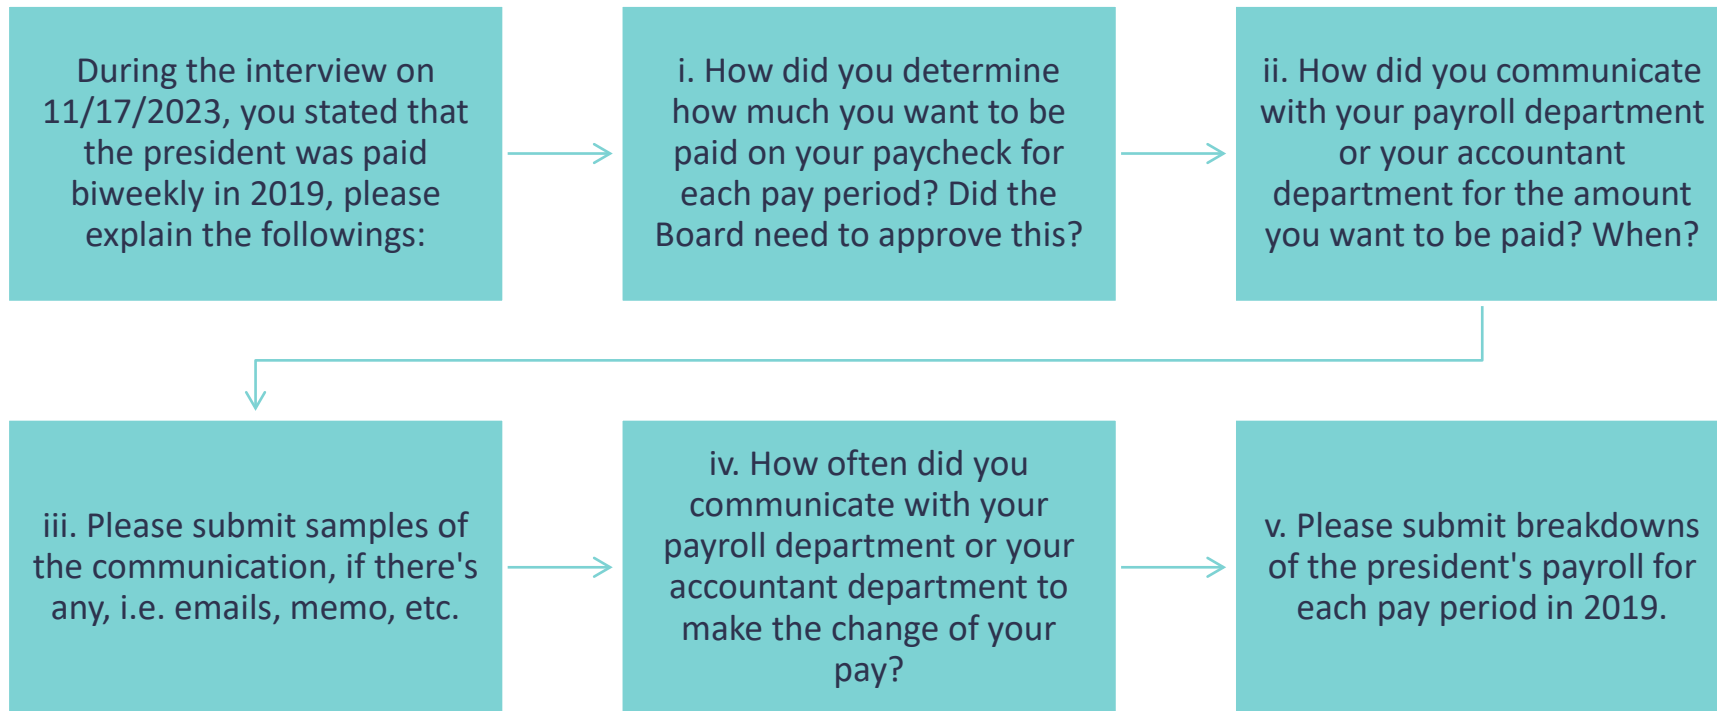 During the interview on
11/17/2023, you stated that
the president was paid
biweekly in 2019, please
explain the followings:
i. How did you determine
how much you want to be
paid on your paycheck for
each pay period? Did the
Board need to approve this?
ii. How did you communicate
with your payroll department
or your accountant
department for the amount
you want to be paid? When?
iii. Please submit samples of
the communication, if there's
any, i.e. emails, memo, etc.
iv. How often did you
communicate with your
payroll department or your
accountant department to
make the change of your
pay?
v. Please submit breakdowns
of the president's payroll for
each pay period in 2019.